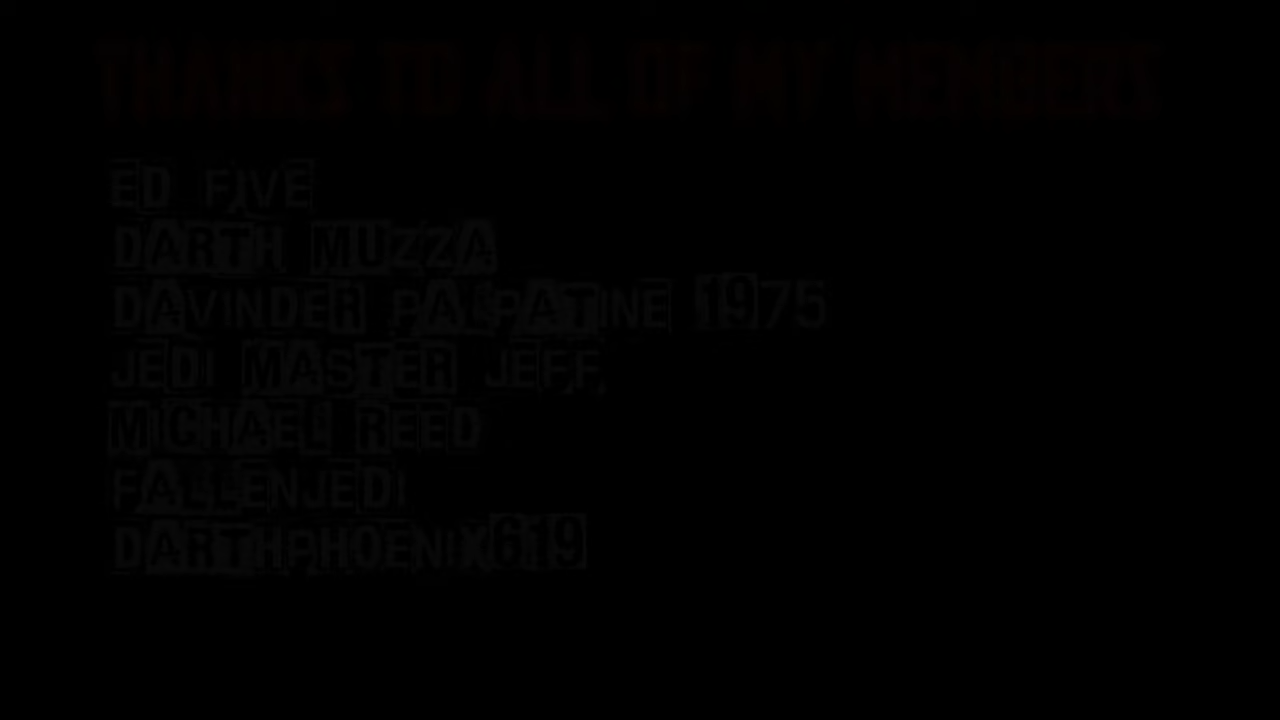 THANKS TO ALL OF MY MEMBERS
ED FIVE
DARTH MUZZA
DAVINDER PALPATINE 1975
JEDI MASTER JEFF
MICHAEL REED
FALLENJEDI
DARTHPHOENIX619